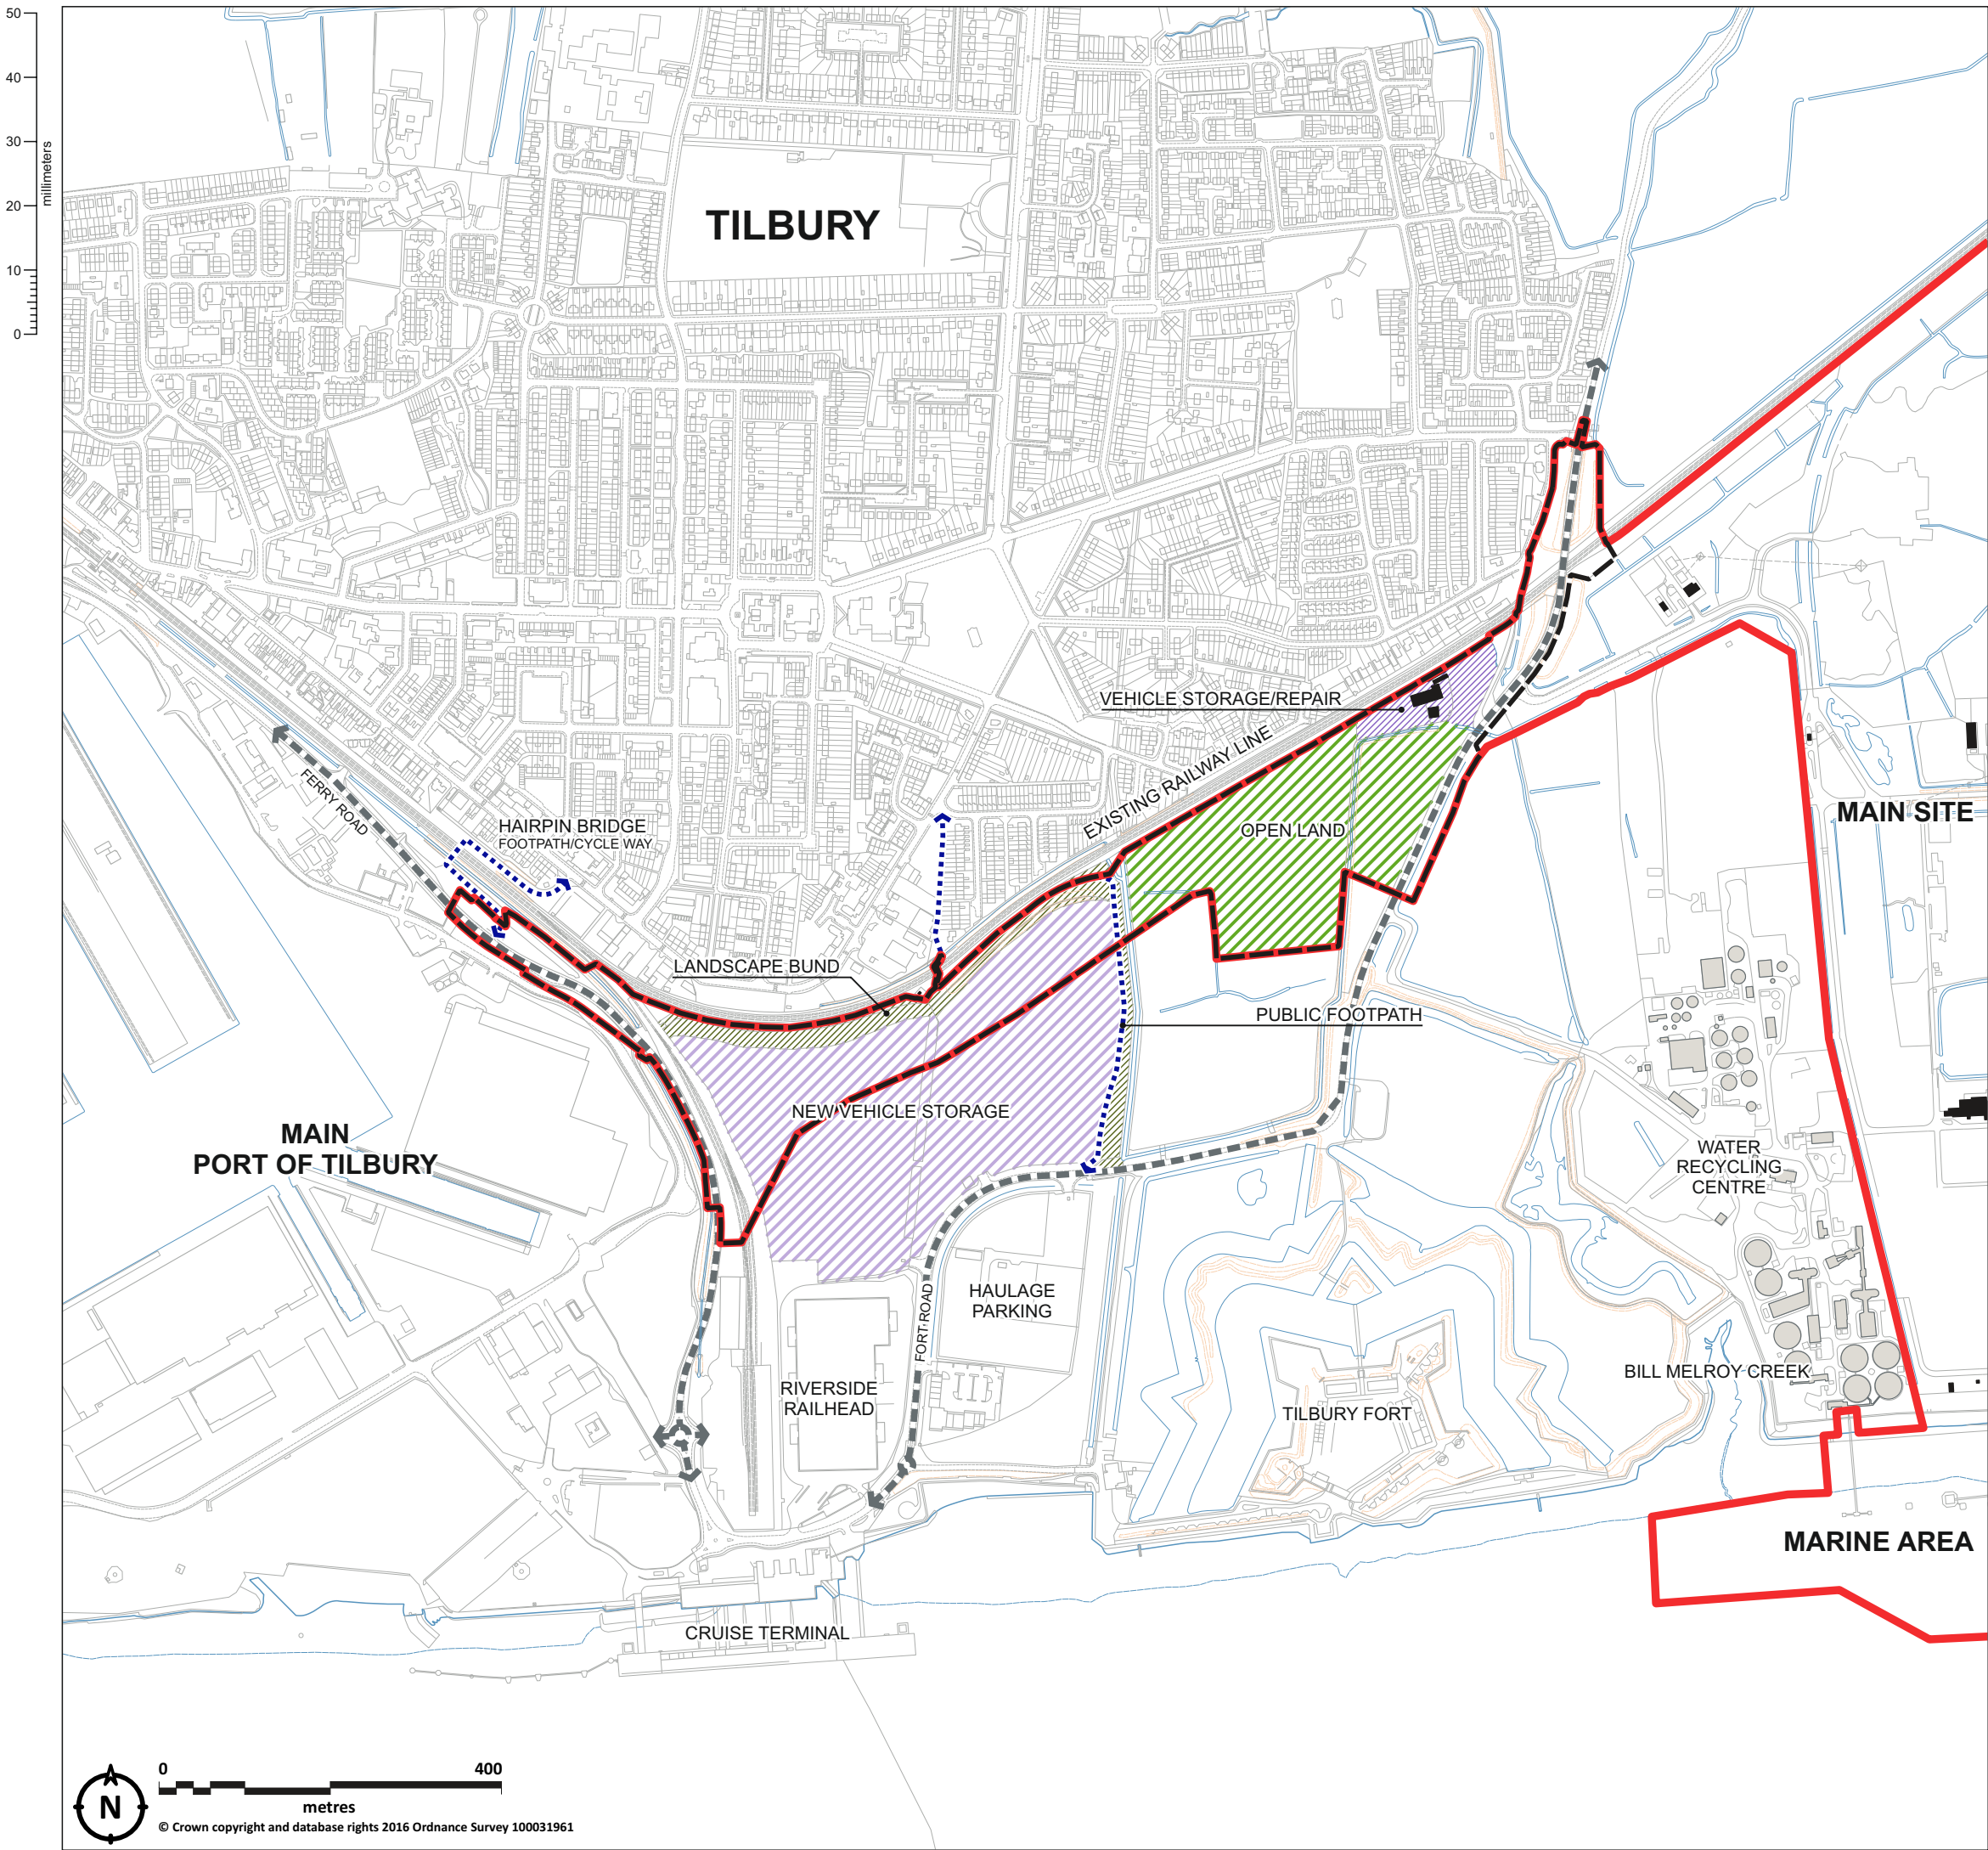 50
40
30
20
10
0
millimeters
TILBURY
VEHICLE STORAGE/REPAIR
EXISTING RAILWAY LINE
OPEN LAND
MAIN SITE
FERRY ROAD
HAIRPIN BRIDGE
FOOTPATH/CYCLE WAY
LANDSCAPE BUND
PUBLIC FOOTPATH
NEW VEHICLE STORAGE
MAIN
PORT OF TILBURY
WATER
RECYCLING
CENTRE
HAULAGE
PARKING
FORT ROAD
RIVERSIDE
RAILHEAD
BILL MELROY CREEK
TILBURY FORT
MARINE AREA
CRUISE TERMINAL
N
0 400
metres
© Crown copyright and database rights 2016 Ordnance Survey 100031961